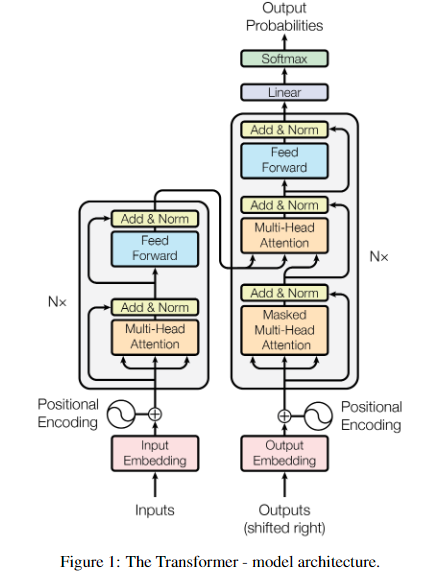 Output
Probabilities
Softmax
Linear
Add & Norm
Feed
Forward
Add & Norm
Multi-Head
Attention
Add & Norm
Masked
Multi-Head
Attention
N×
Add & Norm
Feed
Forward
Add & Norm
Multi-Head
Attention
N×
Positional
Encoding
Positional
Encoding
Input
Embedding
Output
Embedding
Inputs
Outputs
(shifted right)
Figure 1: The Transformer - model architecture.